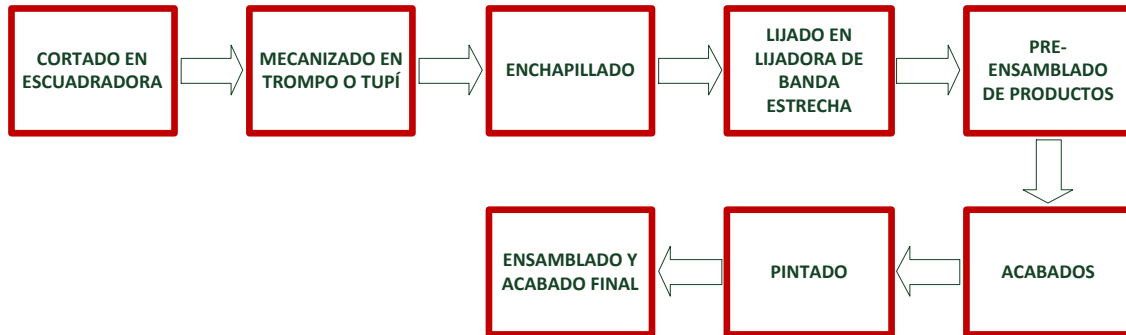 CORTADO EN
ESCUADRADORA
MECANIZADO EN
TROMPO O TUPÍ
ENCHAPILLADO
LIJADO EN
LIJADORA DE
BANDA
ESTRECHA
PRE-
ENSAMBLADO
DE PRODUCTOS
ACABADOS
PINTADO
ENSAMBLADO Y
ACABADO FINAL